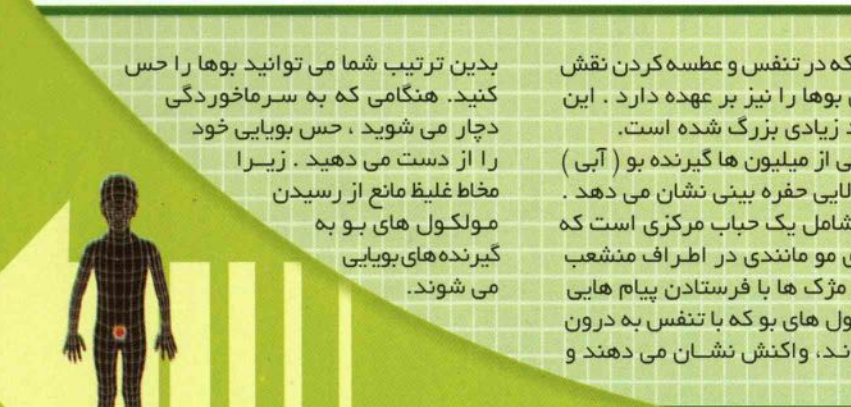 که در تنفس و عطسه کردن نقش
بوها را نیز بر عهده دارد . این
زیادی بزرگ شده است.
از میلیون ها گیرنده بو ( آبی )
حفره بینی نشان می دهد .
شامل یک حباب مرکزی است که
مو مانندی در اطراف منشعب
مژک ها با فرستادن پیام هایی
های بو که با تنفس به درون
واکنش نشان می دهند و
بدین ترتیب شما می توانید بوها را حس
کنید. هنگامی که به سرماخوردگی
دچار می شوید ، حس بویایی خود
را از دست می دهید . زیرا
مخاط غلیظ مانع از رسیدن
مولکول های بو به
گیرنده های بویایی
می شوند.